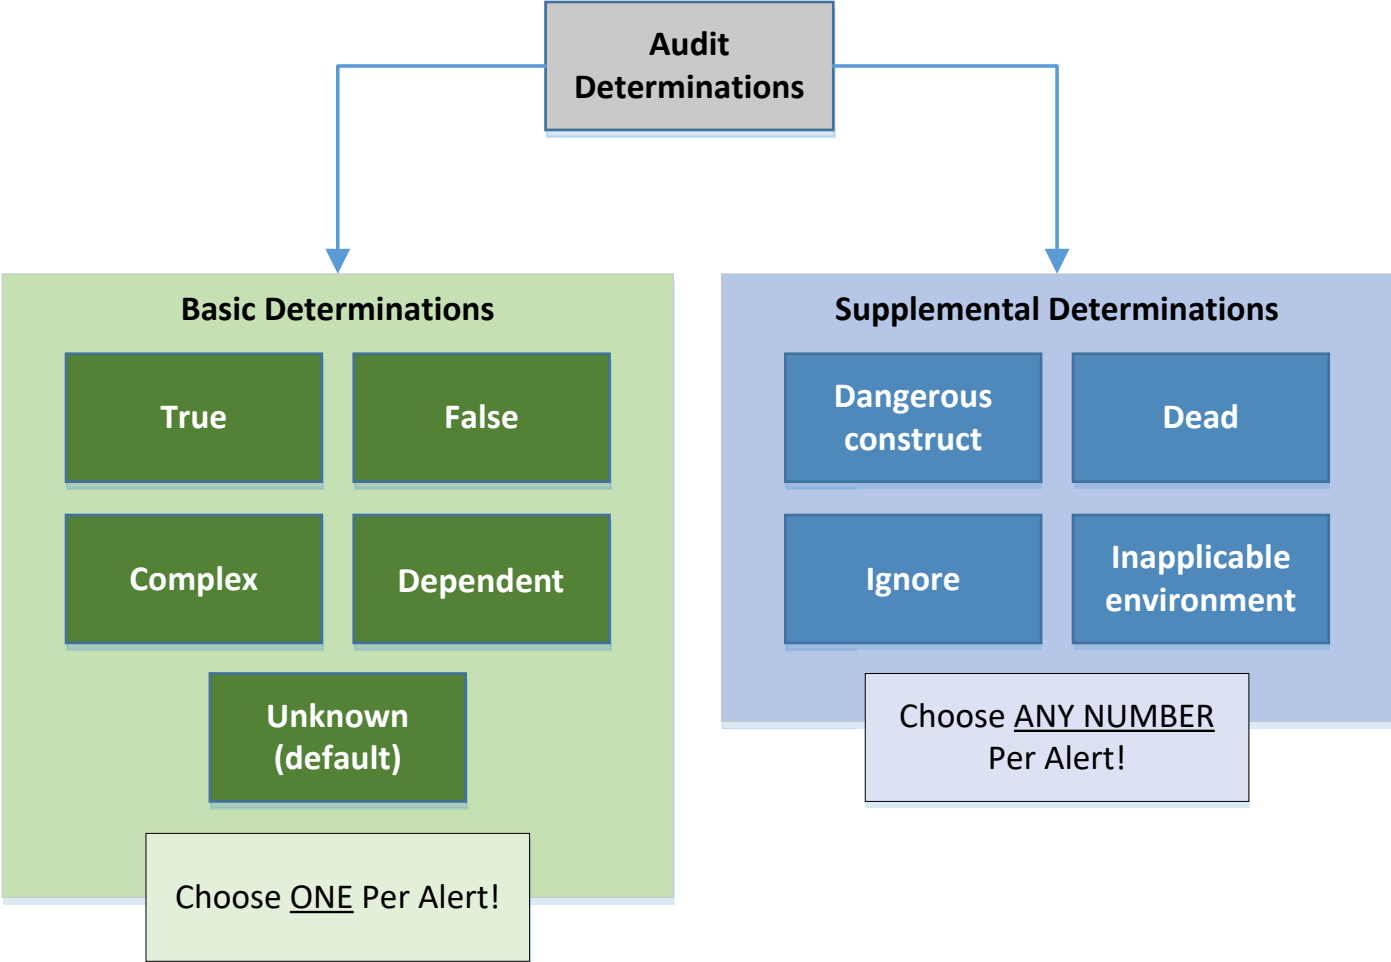 Audit
Determinations
Basic Determinations
True
False
Complex
Dependent
Unknown
(default)
Choose ONE Per Alert!
Supplemental Determinations
Dangerous
construct
Dead
Ignore
Inapplicable
environment
Choose ANY NUMBER
Per Alert!